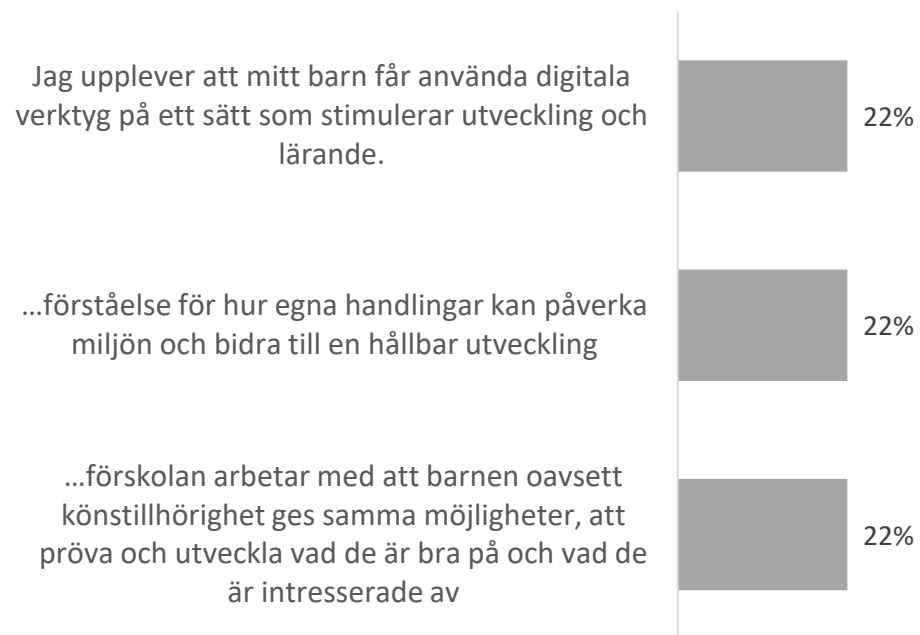 Jag upplever att mitt barn får använda digitala
verktyg på ett sätt som stimulerar utveckling och
lärande.
22%
…förståelse för hur egna handlingar kan påverka
miljön och bidra till en hållbar utveckling
22%
…förskolan arbetar med att barnen oavsett
könstillhörighet ges samma möjligheter, att
pröva och utveckla vad de är bra på och vad de
är intresserade av
22%